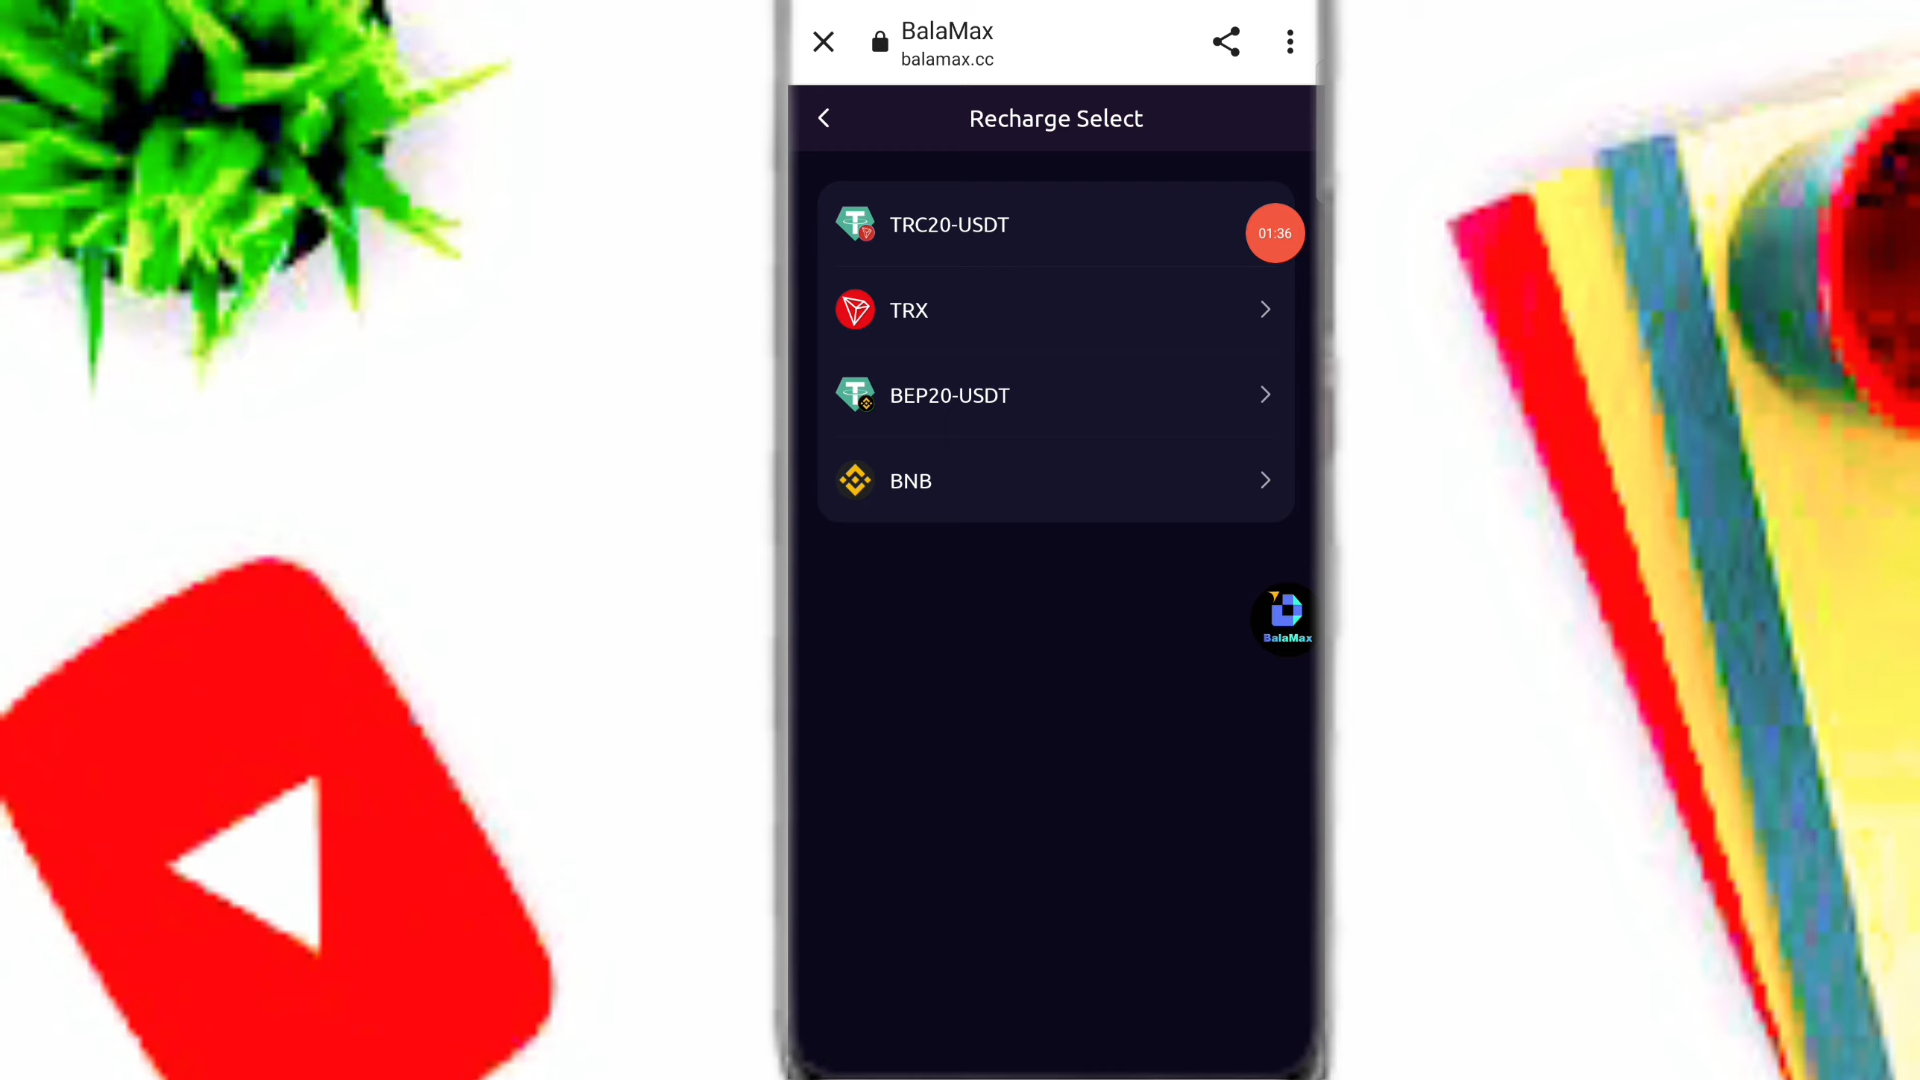 BalaMax
balamax.cc
Recharge Select
TRC20-USDT
01:36
TRX
BEP20-USDT
BNB
BalaMax